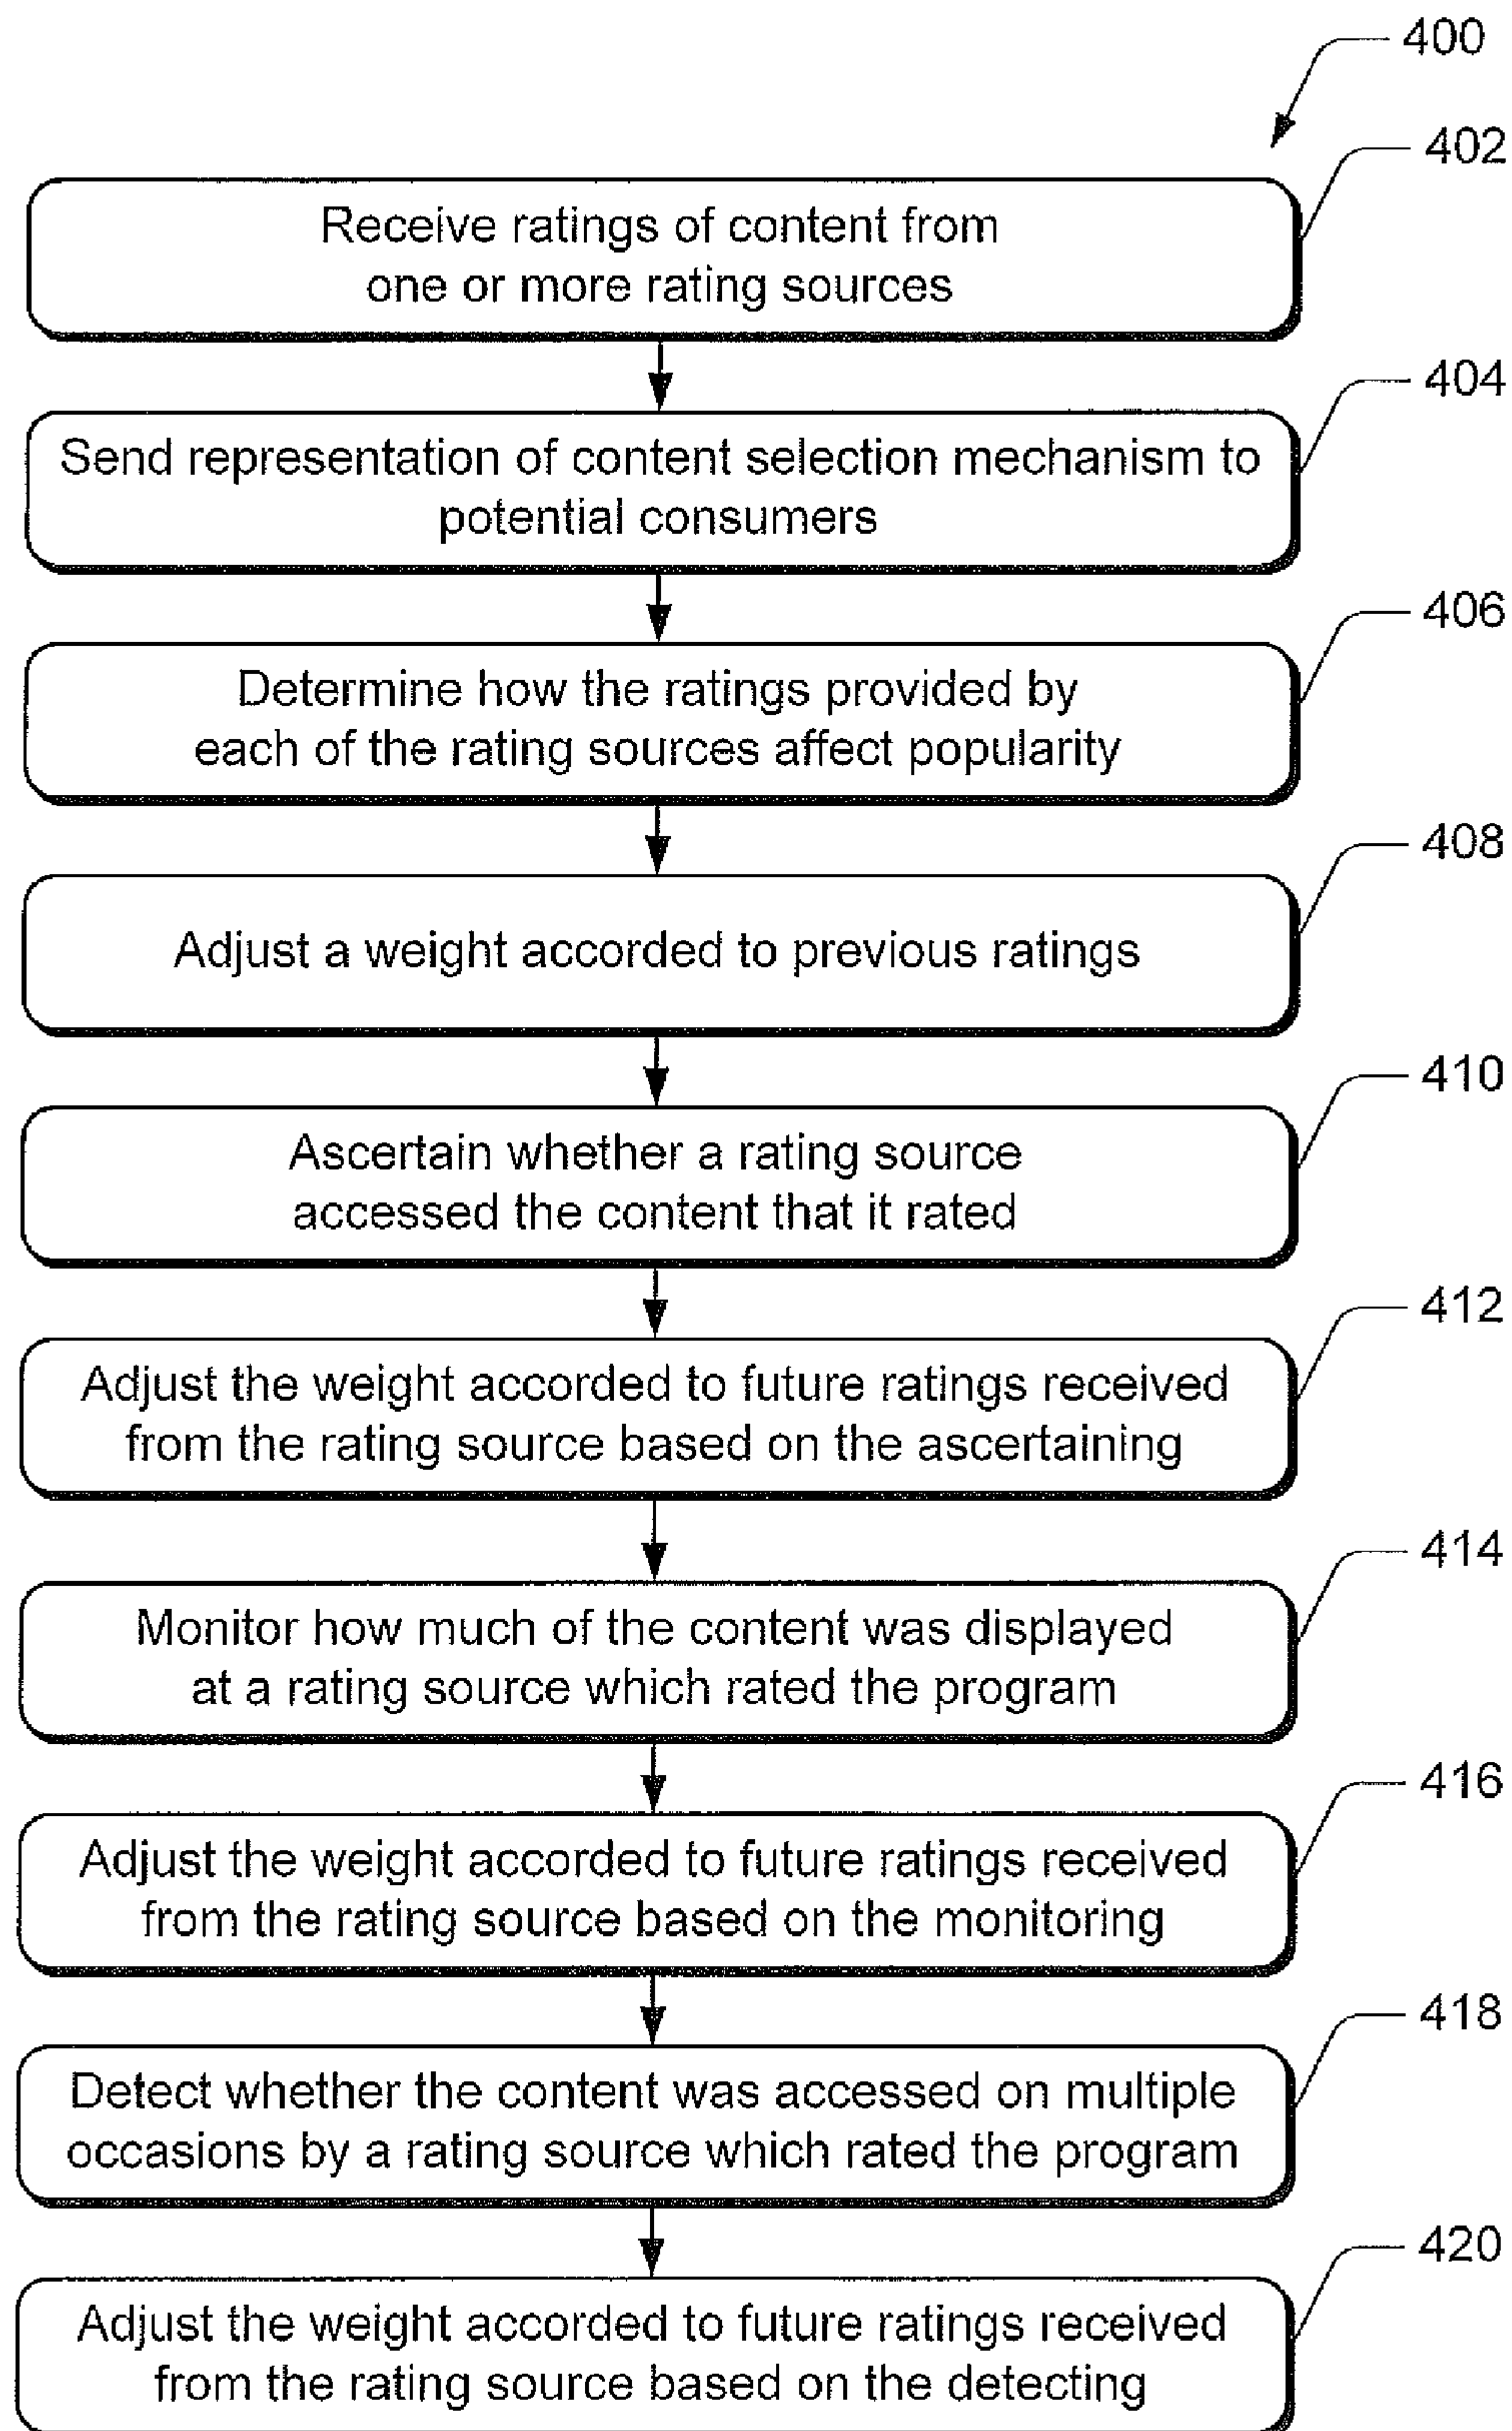 400
402
Receive ratings of content from
one or more rating sources
404
Send representation of content selection mechanism to
potential consumers
406
Determine how the ratings provided by
each of the rating sources affect popularity
408
Adjust a weight accorded to previous ratings
410
Ascertain whether a rating source
accessed the content that it rated
412
Adjust the weight accorded to future ratings received
from the rating source based on the ascertaining
414
Monitor how much of the content was displayed
at a rating source which rated the program
416
Adjust the weight accorded to future ratings received
from the rating source based on the monitoring
418
Detect whether the content was accessed on multiple
occasions by a rating source which rated the program
420
Adjust the weight accorded to future ratings received
from the rating source based on the detecting